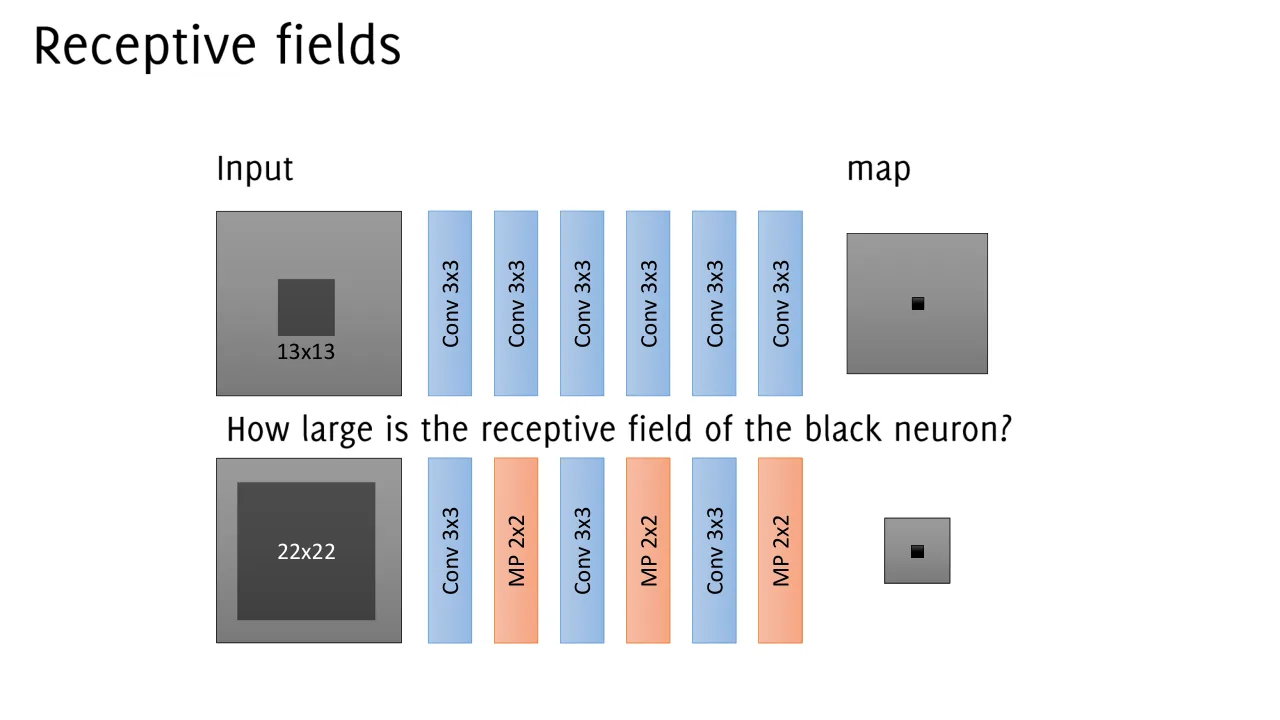 Receptive fields
Input
map
Conv 3x3
Conv 3x3
Conv 3x3
Conv 3x3
Conv 3x3
Conv 3x3
13x13
How large is the receptive field of the black neuron?
22x22
Conv 3x3
MP 2x2
Conv 3x3
MP 2x2
Conv 3x3
MP 2x2